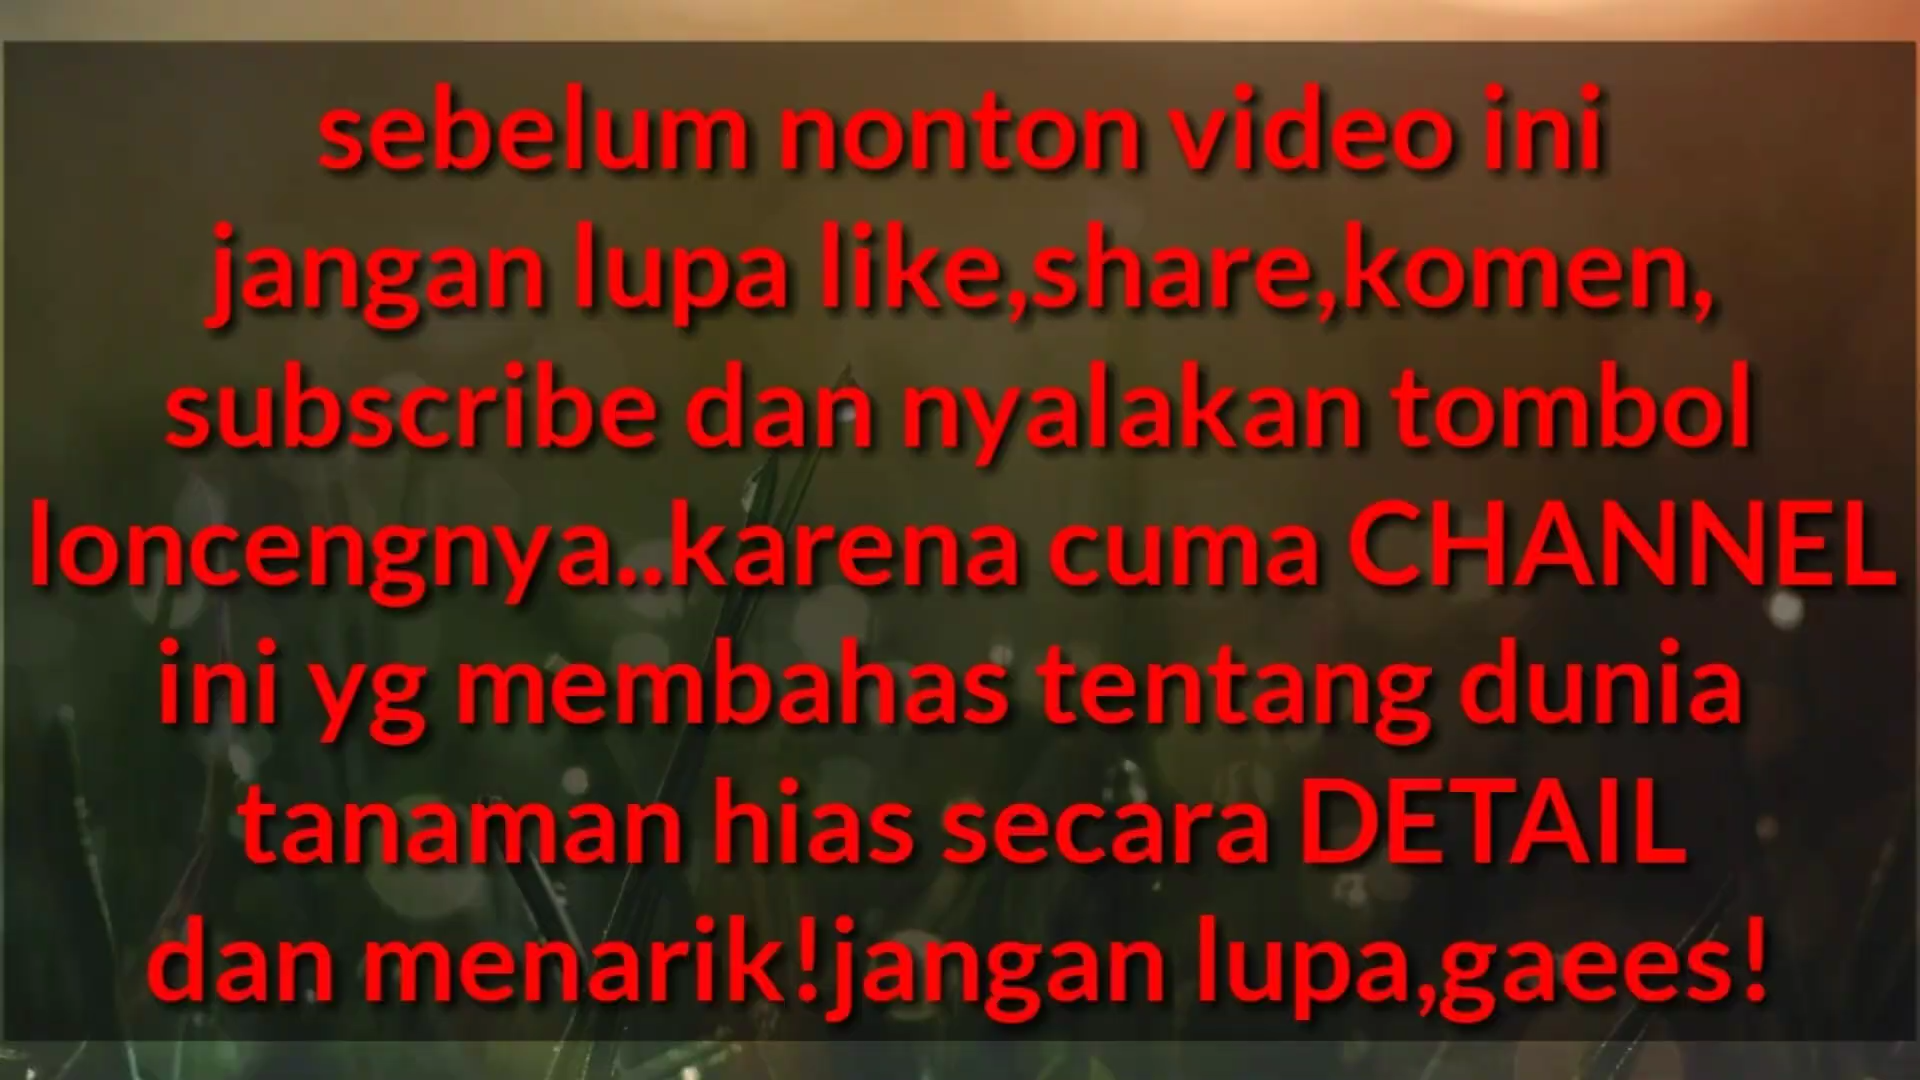 sebelum nonton video ini
jangan lupa like,share,komen,
subscribe dan nyalakan tombol
loncengnya..karena cuma CHANNEL
ini yg membahas tentang dunia
tanaman hias secara DETAIL
dan menarik!jangan lupa,gaees!